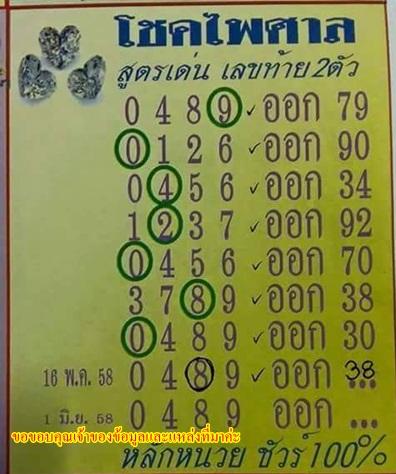 โชคไพศาล
สูตรเด่น เลขท้าย 2 ตัว
0 4 8 9 ✓ ออก 79
0 1 2 6 ✓ ออก 90
0 4 5 6 ✓ ออก 34
1 2 3 7 ✓ ออก 92
0 4 5 6 ✓ ออก 70
3 7 8 9 ✓ ออก 38
0 4 8 9 ✓ ออก 30
16 พ.ค. 58 0 4 8 9 ✓ ออก 38 ...
1 มิ.ย. 58 0 4 8 9 ออก ...
ขอขอบคุณเจ้าของข้อมูลและแหล่งที่มาค่ะ
หลักหน่วย ชัวร์ 100%